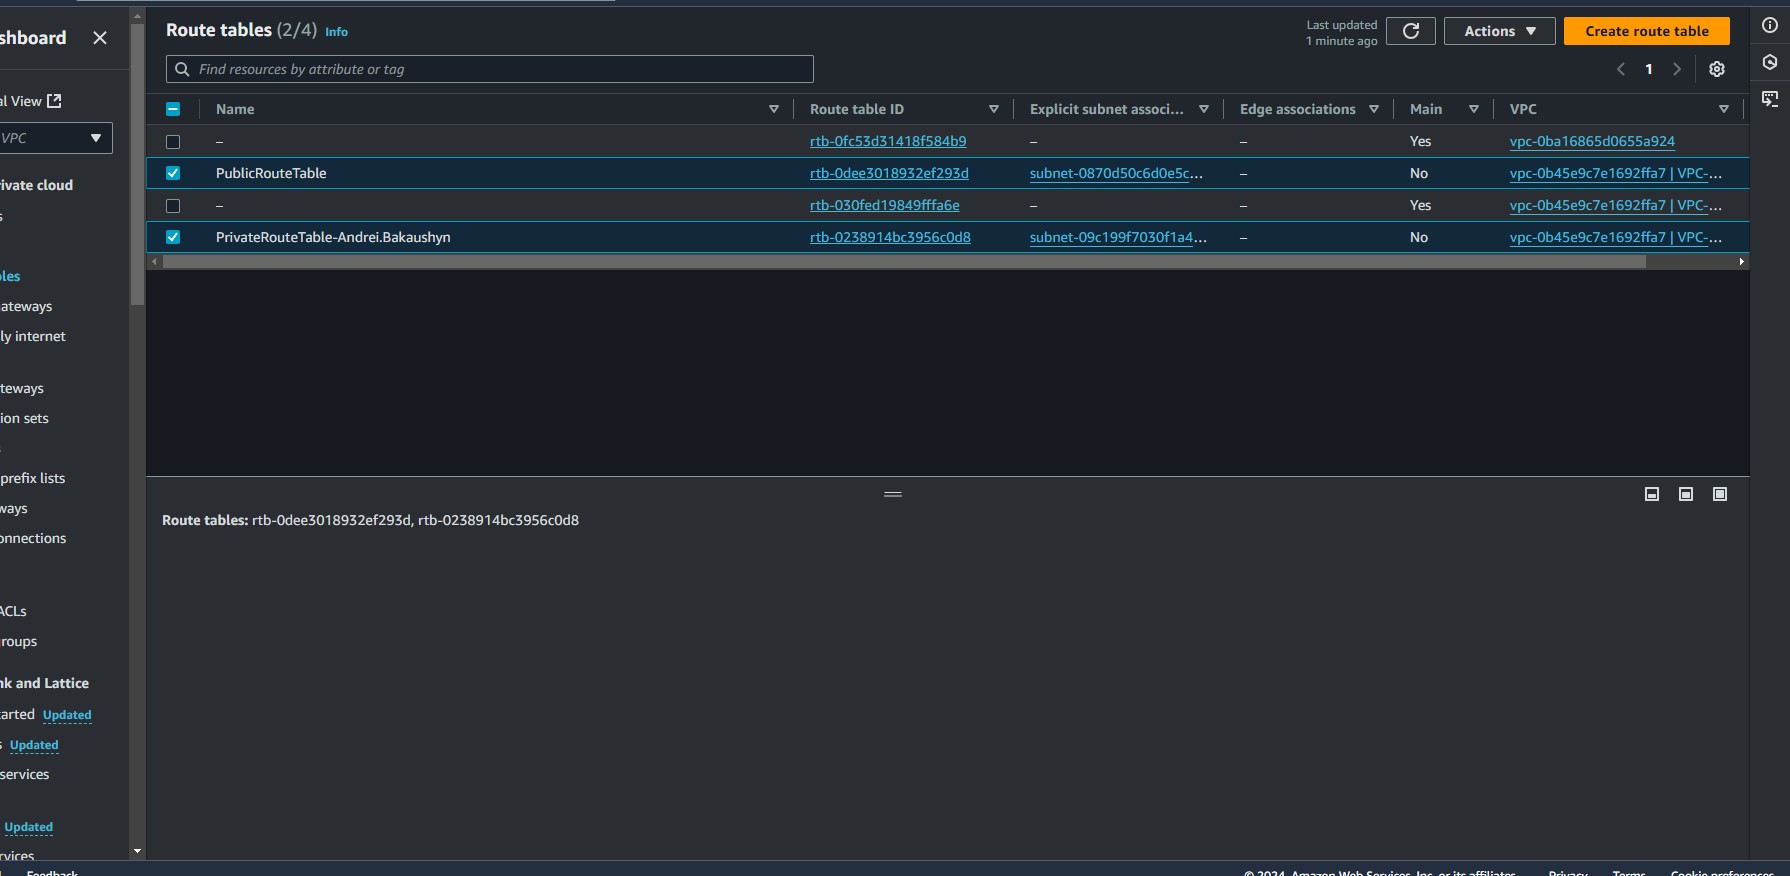 shboard
al View
VPC
ivate cloud
s
les
ateways
ly internet
teways
ion sets
prefix lists
ways
onnections
ACLs
roups
nk and Lattice
tarted Updated
s Updated
services
Updated
rvices
Route tables (2/4) Info
Last updated
1 minute ago
Actions
Create route table
Find resources by attribute or tag
1
Name Route table ID Explicit subnet associ... Edge associations Main VPC
– rtb-0fc53d31418f584b9 – – Yes vpc-0ba16865d0655a924
PublicRouteTable rtb-0dee3018932ef293d subnet-0870d50c6d0e5c... – No vpc-0b45e9c7e1692ffa7 | VPC-...
– rtb-030fed19849fffa6e – – Yes vpc-0b45e9c7e1692ffa7 | VPC-...
PrivateRouteTable-Andrei.Bakaushyn rtb-0238914bc3956c0d8 subnet-09c199f7030f1a4... – No vpc-0b45e9c7e1692ffa7 | VPC-...
Route tables: rtb-0dee3018932ef293d, rtb-0238914bc3956c0d8
Feedback © 2024, Amazon Web Services, Inc. or its affiliates. Privacy Terms Cookie preferences